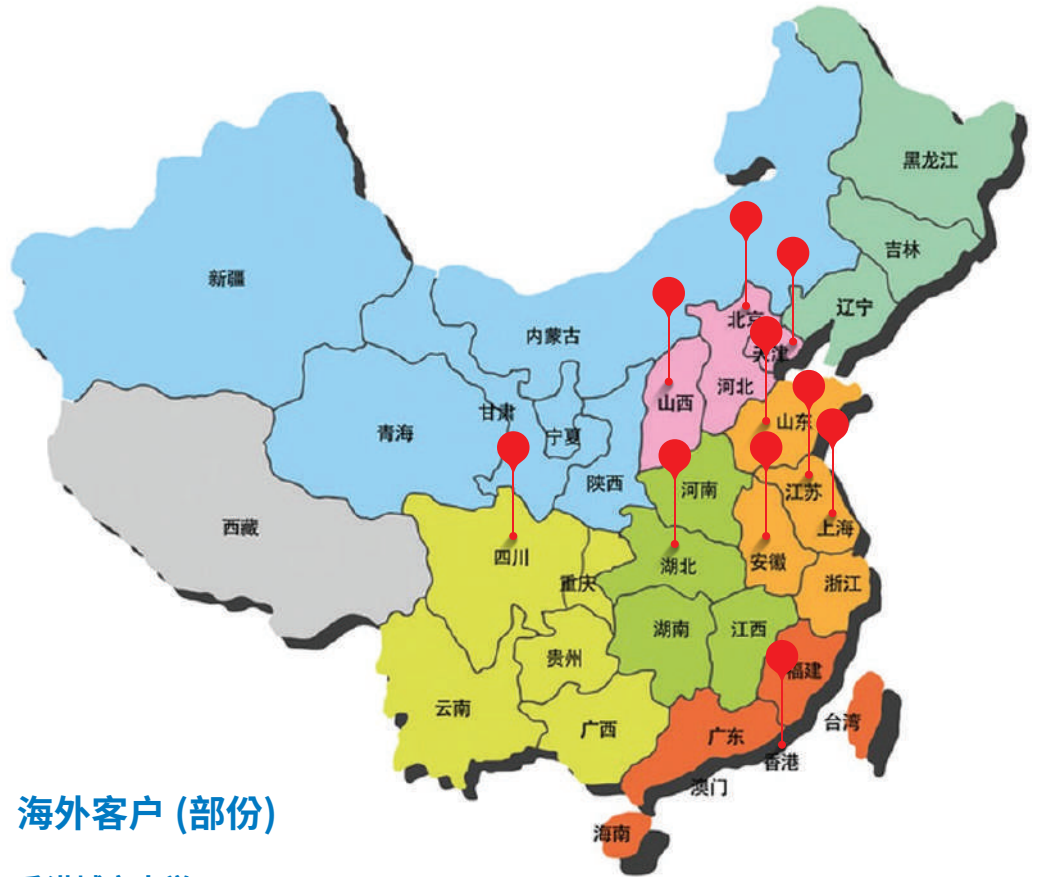 黑龙江
吉林
新疆
辽宁
北京
内蒙古
天津
河北
山西
甘肃
山东
宁夏
青海
陕西
河南
江苏
西藏
上海
四川
湖北
安徽
重庆
浙江
湖南
江西
贵州
福建
云南
台湾
广西
广东
香港
澳门
海南
海外客户 (部份)